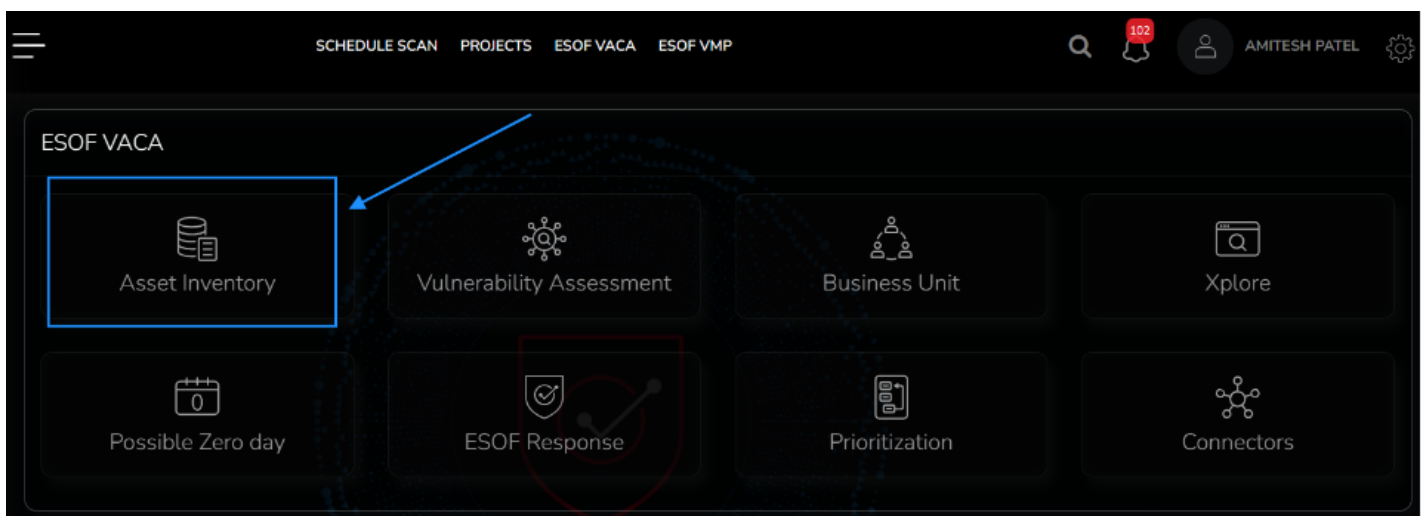 SCHEDULE SCAN PROJECTS ESOF VACA ESOF VMP 102 AMITESH PATEL
ESOF VACA
Asset Inventory Vulnerability Assessment Business Unit Xplore
0
Possible Zero day ESOF Response Prioritization Connectors